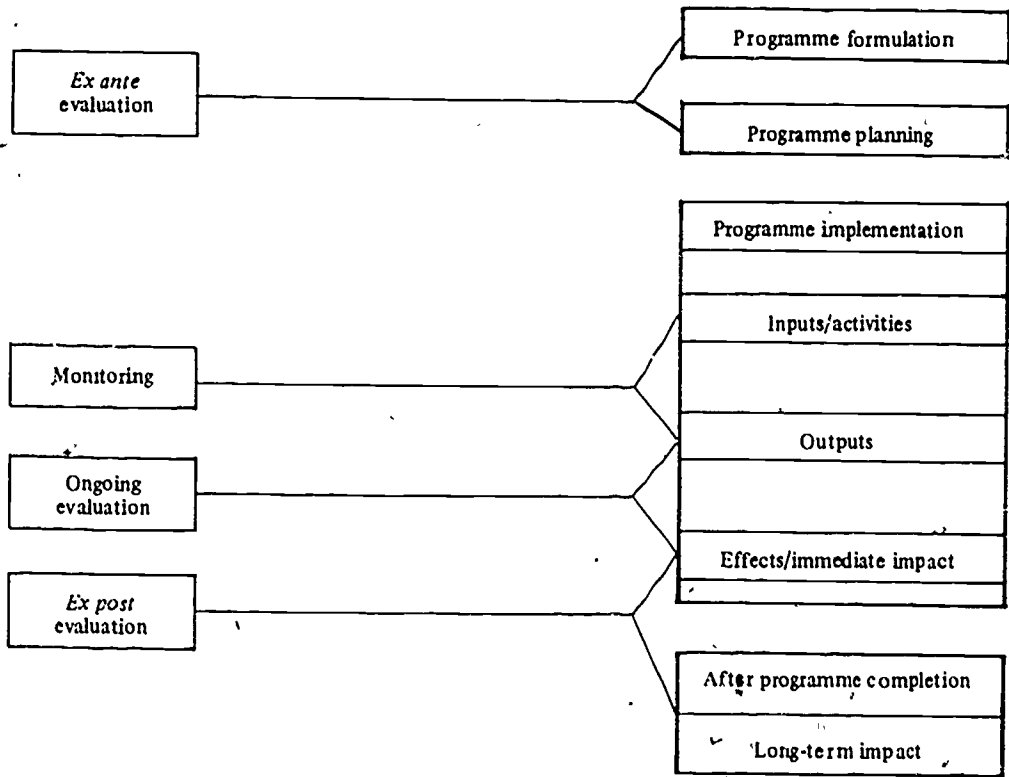 Ex ante
evaluation
Programme formulation
Programme planning
Programme implementation
Inputs/activities
Monitoring
Outputs
Ongoing
evaluation
Effects/immediate impact
Ex post
evaluation
After programme completion
Long-term impact